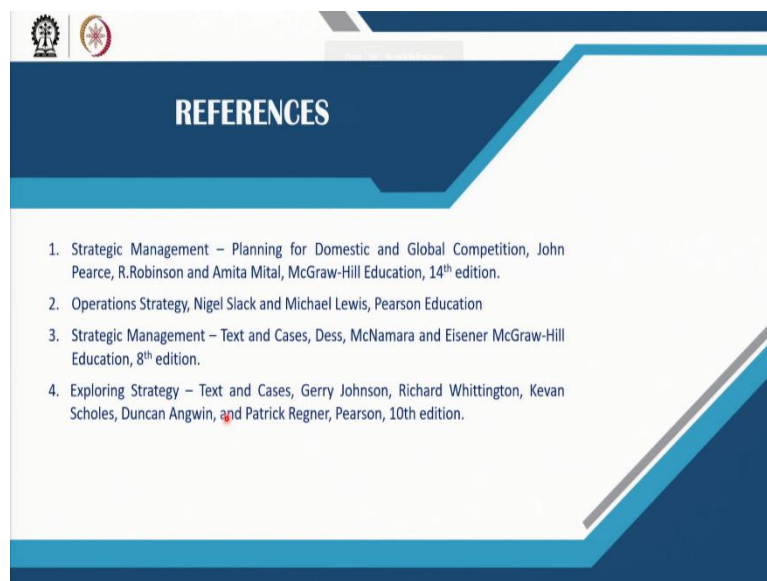 REFERENCES
1. Strategic Management – Planning for Domestic and Global Competition, John
Pearce, R.Robinson and Amita Mital, McGraw-Hill Education, 14th edition.
2. Operations Strategy, Nigel Slack and Michael Lewis, Pearson Education
3. Strategic Management – Text and Cases, Dess, McNamara and Eisener McGraw-Hill
Education, 8th edition.
4. Exploring Strategy – Text and Cases, Gerry Johnson, Richard Whittington, Kevan
Scholes, Duncan Angwin, and Patrick Regner, Pearson, 10th edition.